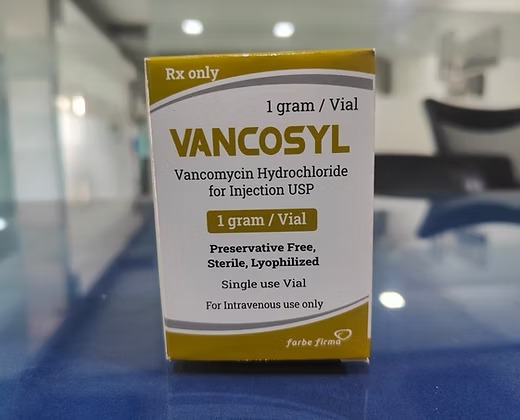 Rx only
1 gram / Vial
VANCOSYL
Vancomycin Hydrochloride
for Injection USP
1 gram / Vial
Preservative Free,
Sterile, Lyophilized
Single use Vial
For Intravenous use only
farbe firma